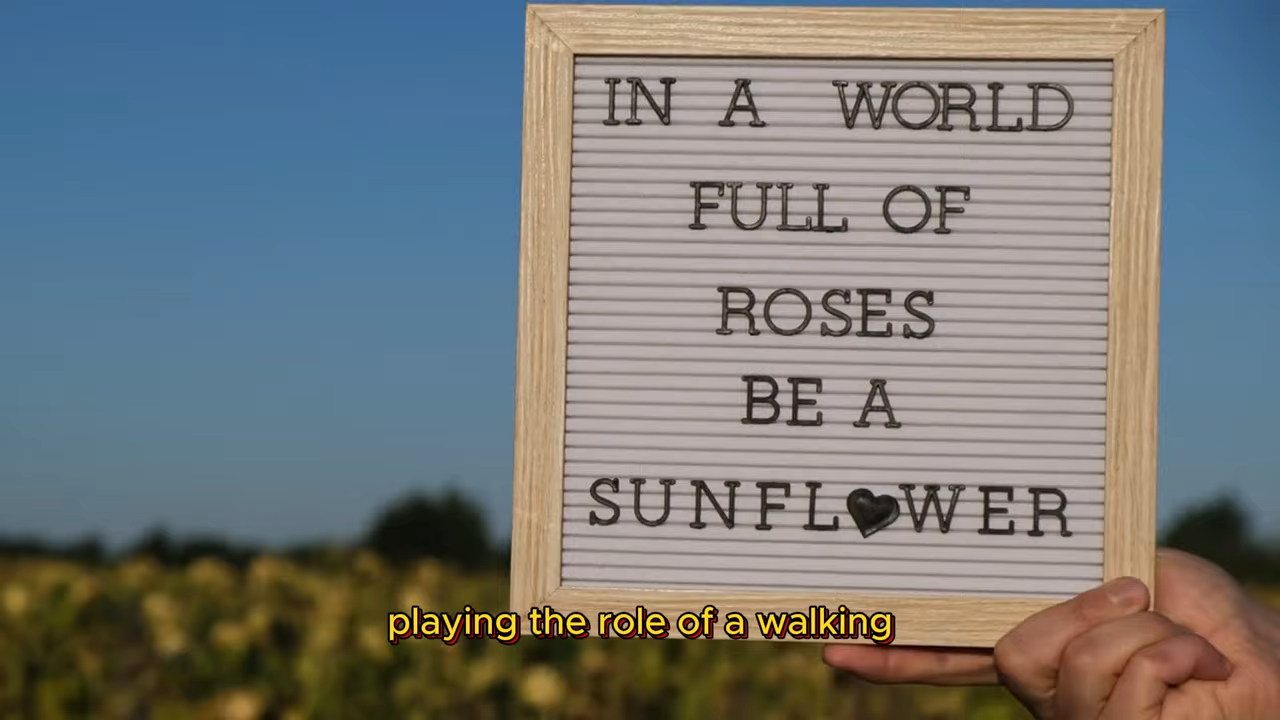 IN A WORLD
FULL OF
ROSES
BE A
SUNFL♥WER
playing the role of a walking